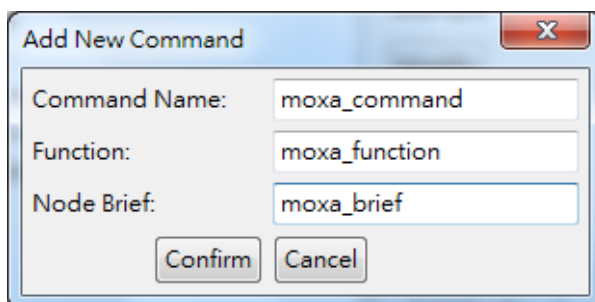 Add New Command
Command Name: moxa_command
Function: moxa_function
Node Brief: moxa_brief
Confirm Cancel